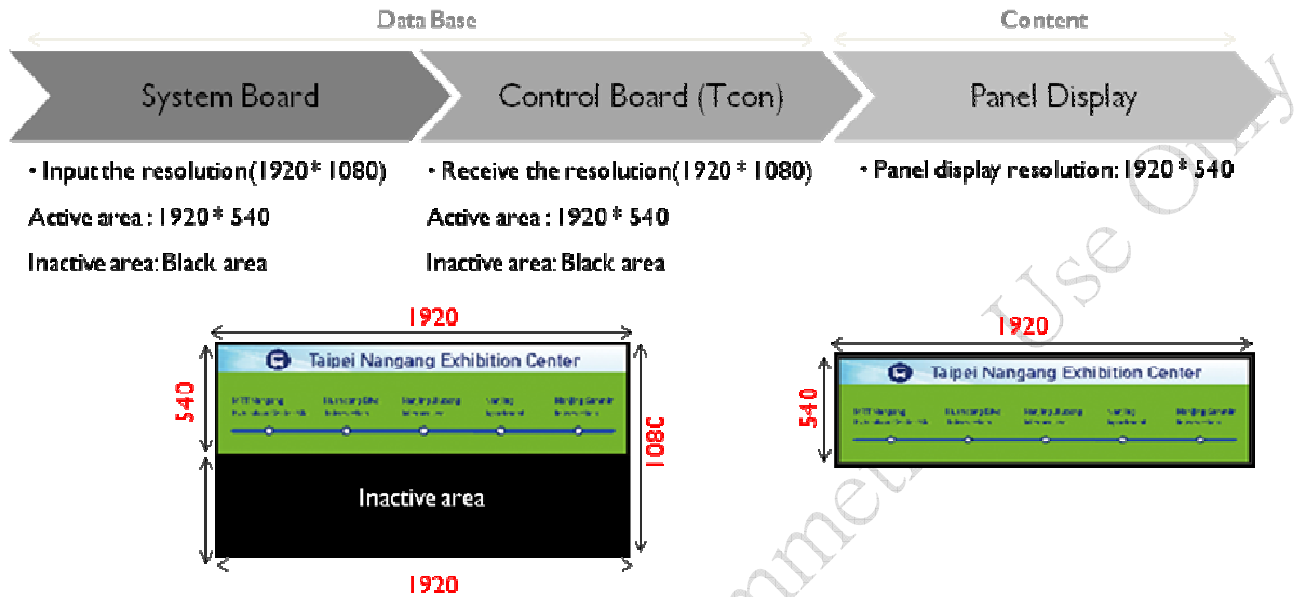 Data Base
Content
System Board
Control Board (Tcon)
Panel Display
• Input the resolution(1920* 1080)
Active area : 1920 * 540
Inactive area: Black area
• Receive the resolution(1920 * 1080)
Active area : 1920 * 540
Inactive area: Black area
• Panel display resolution: 1920 * 540
1920
Taipei Nangang Exhibition Center
540
1080
Inactive area
1920
1920
Taipei Nangang Exhibition Center
540
Use Only